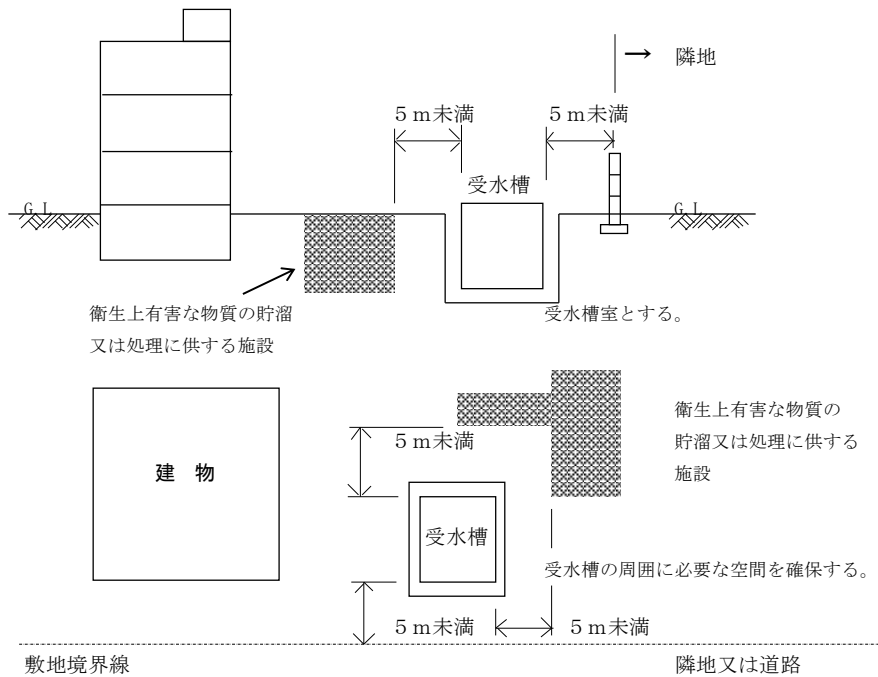 隣地
５ｍ未満
５ｍ未満
受水槽
G L
G L
衛生上有害な物質の貯溜
又は処理に供する施設
受水槽室とする。
衛生上有害な物質の
貯溜又は処理に供する
施設
５ｍ未満
建 物
受水槽
受水槽の周囲に必要な空間を確保する。
５ｍ未満
５ｍ未満
敷地境界線
隣地又は道路